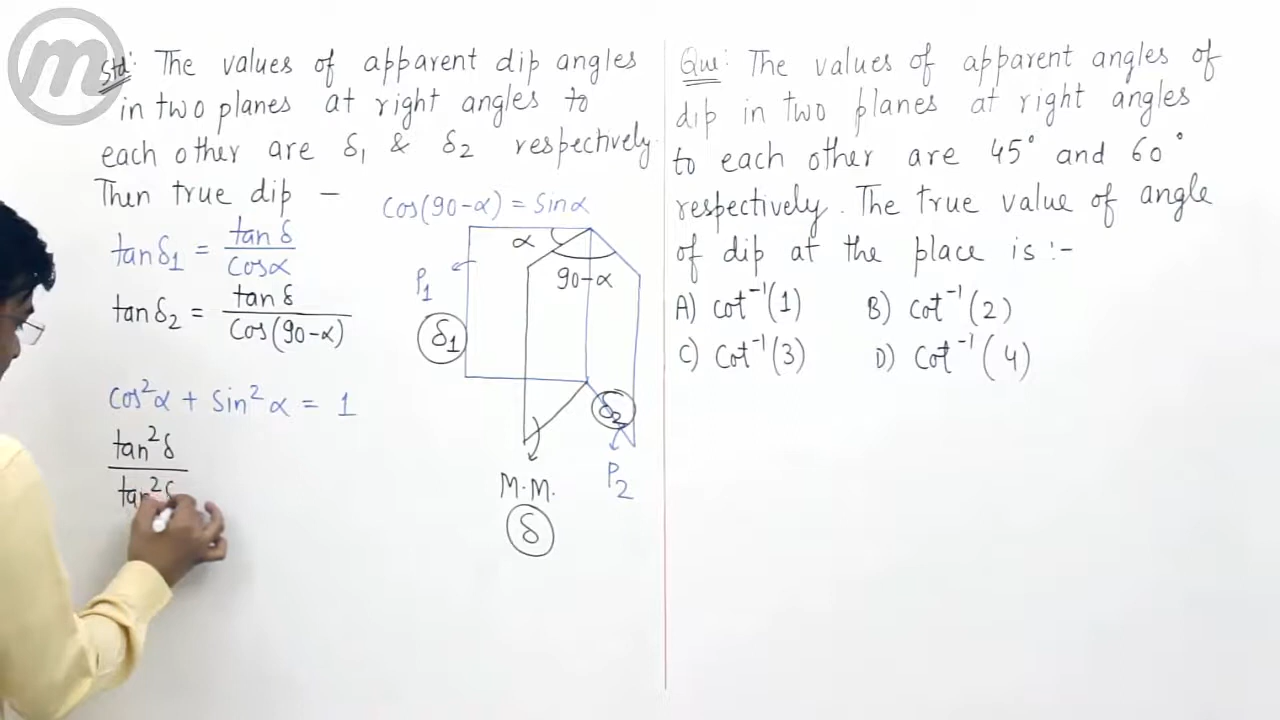 m
Std: The values of apparent dip angles
in two planes at right angles to
each other are δ₁ & δ₂ respectively.
Then true dip —
tanδ₁ = tanδ / cosα
tanδ₂ = tanδ / cos(90-α)
cos²α + sin²α = 1
tan²δ
tan²δ
cos(90-α) = sinα
α
90-α
P₁
δ₁
δ₂
P₂
M.M.
δ
Que: The values of apparent angles of
dip in two planes at right angles
to each other are 45° and 60°
respectively. The true value of angle
of dip at the place is :-
A) cot⁻¹(1) B) cot⁻¹(2)
C) cot⁻¹(3) D) cot⁻¹(4)